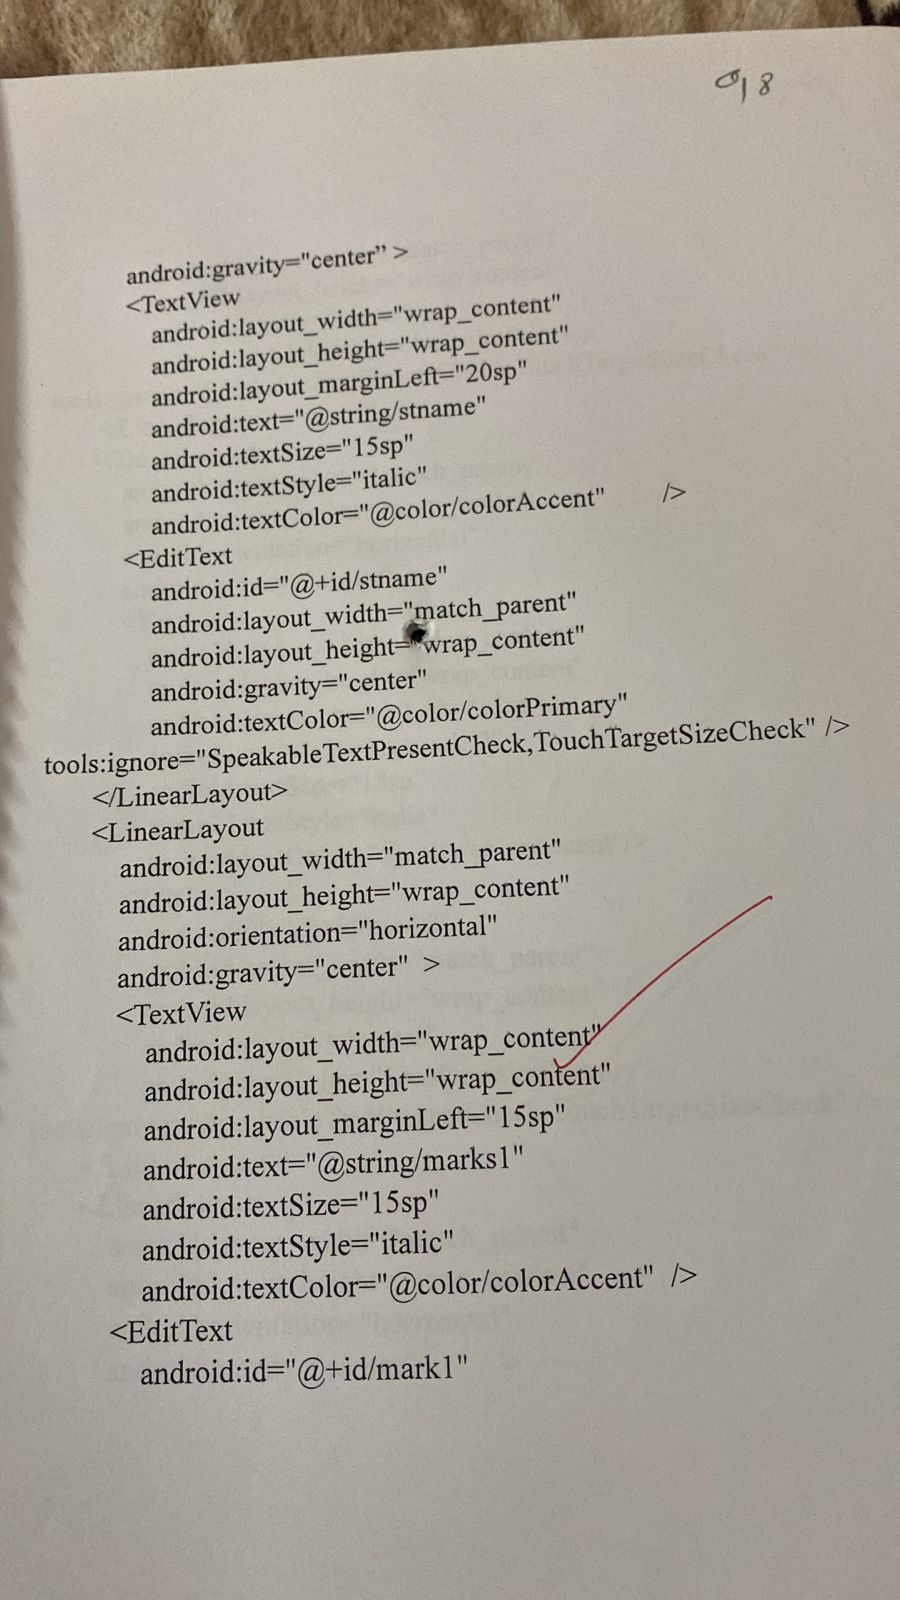 android:gravity="center” >
<TextView
android:layout_width="wrap_content"
android:layout_height="wrap_content"
android:layout_marginLeft="20sp"
android:text="@string/stname"
android:textSize="15sp"
android:textStyle="italic"
android:textColor="@color/colorAccent" />
<EditText
android:id="@+id/stname"
android:layout_width="match_parent"
android:layout_height="wrap_content"
android:gravity="center"
android:textColor="@color/colorPrimary"
tools:ignore="SpeakableTextPresentCheck,TouchTargetSizeCheck" />
</LinearLayout>
<LinearLayout
android:layout_width="match_parent"
android:layout_height="wrap_content"
android:orientation="horizontal"
android:gravity="center" >
<TextView
android:layout_width="wrap_content"
android:layout_height="wrap_content"
android:layout_marginLeft="15sp"
android:text="@string/marks1"
android:textSize="15sp"
android:textStyle="italic"
android:textColor="@color/colorAccent" />
<EditText
android:id="@+id/mark1"